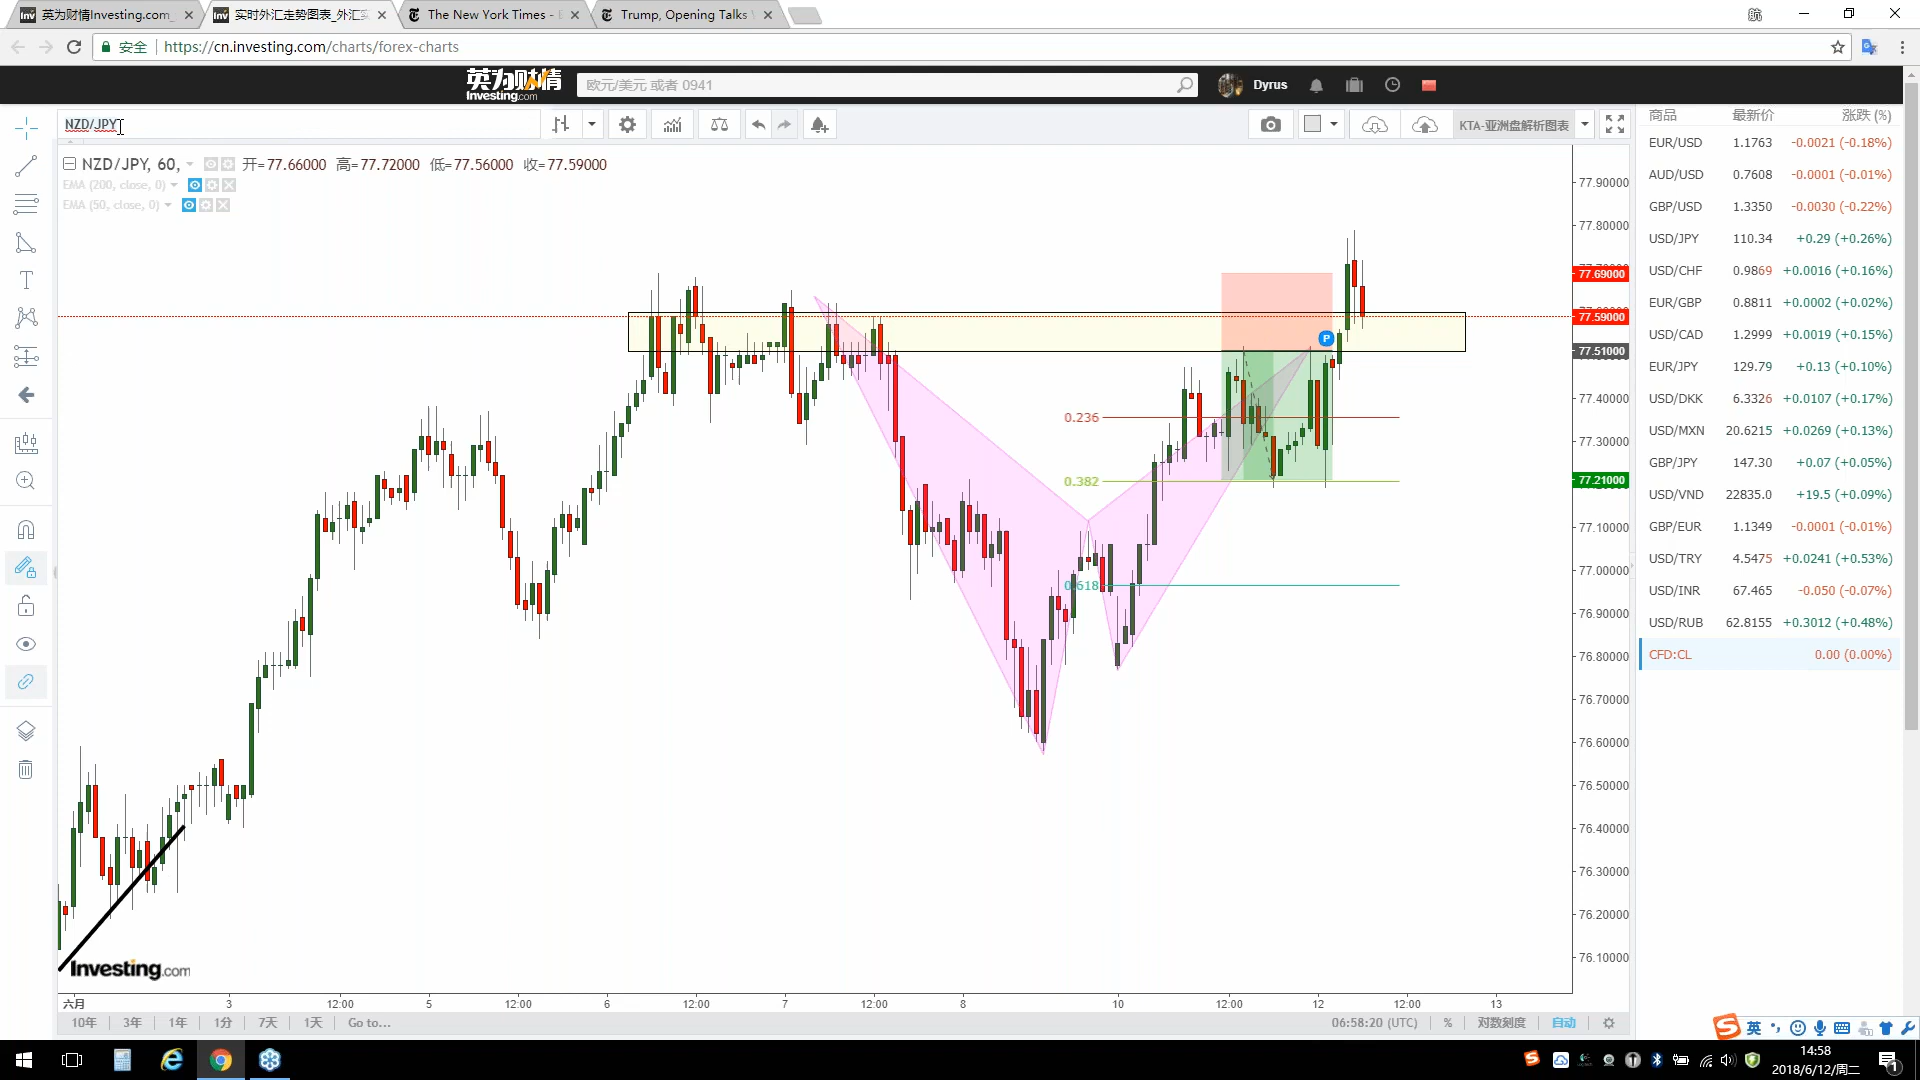 英为财情Investing.com_
实时外汇走势图表_外汇实
The New York Times -
Trump, Opening Talks
航
安全 https://cn.investing.com/charts/forex-charts
英为财情
Investing.com
欧元/美元 或者 0941
Dyrus
NZD/JPY
KTA-亚洲盘解析图表
NZD/JPY, 60, 开=77.66000 高=77.72000 低=77.56000 收=77.59000
EMA (200, close, 0)
EMA (50, close, 0)
77.90000
77.80000
77.69000
77.59000
77.51000
77.40000
77.30000
77.21000
77.10000
77.00000
76.90000
76.80000
76.70000
76.60000
76.50000
76.40000
76.30000
76.20000
76.10000
P
0.236
0.382
0.618
Investing.com
六月 3 12:00 5 12:00 6 12:00 7 12:00 8 10 12:00 12 12:00 13
10年 3年 1年 1分 7天 1天 Go to...
06:58:20 (UTC) % 对数刻度 自动
商品 最新价 涨跌 (%)
EUR/USD 1.1763 -0.0021 (-0.18%)
AUD/USD 0.7608 -0.0001 (-0.01%)
GBP/USD 1.3350 -0.0030 (-0.22%)
USD/JPY 110.34 +0.29 (+0.26%)
USD/CHF 0.9869 +0.0016 (+0.16%)
EUR/GBP 0.8811 +0.0002 (+0.02%)
USD/CAD 1.2999 +0.0019 (+0.15%)
EUR/JPY 129.79 +0.13 (+0.10%)
USD/DKK 6.3326 +0.0107 (+0.17%)
USD/MXN 20.6215 +0.0269 (+0.13%)
GBP/JPY 147.30 +0.07 (+0.05%)
USD/VND 22835.0 +19.5 (+0.09%)
GBP/EUR 1.1349 -0.0001 (-0.01%)
USD/TRY 4.5475 +0.0241 (+0.53%)
USD/INR 67.465 -0.050 (-0.07%)
USD/RUB 62.8155 +0.3012 (+0.48%)
CFD:CL 0.00 (0.00%)
英
14:58
2018/6/12/周二
1